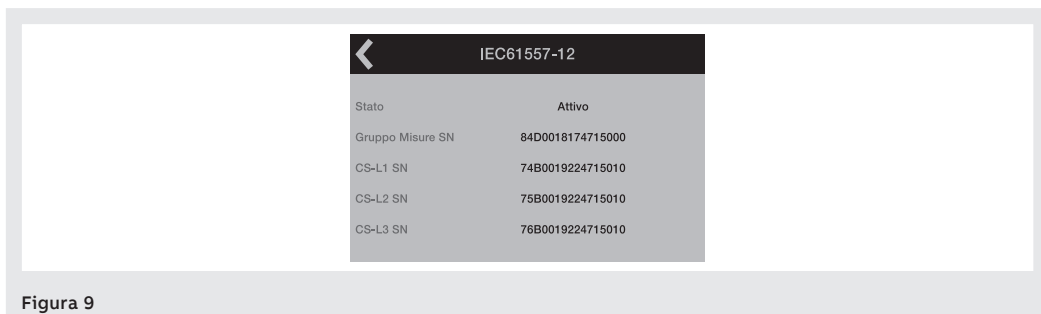 IEC61557-12
Stato Attivo
Gruppo Misure SN 84D0018174715000
CS-L1 SN 74B0019224715010
CS-L2 SN 75B0019224715010
CS-L3 SN 76B0019224715010
Figura 9